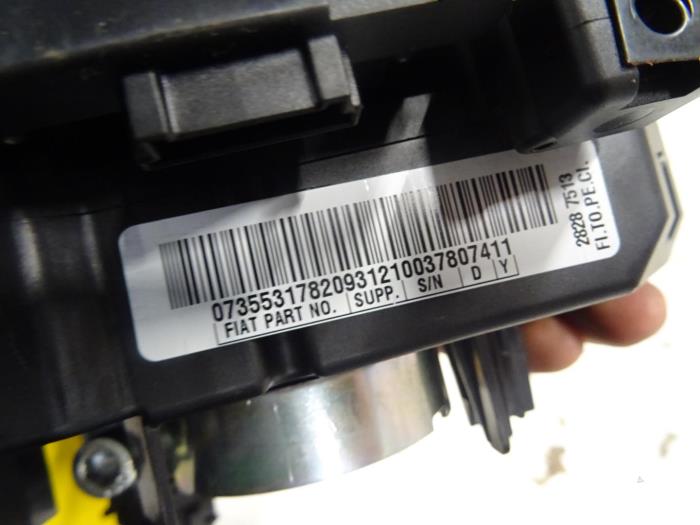 07355317820931210037807411
FIAT PART NO. SUPP. S/N D Y
2828 7513
FI.TO.PE.CI.